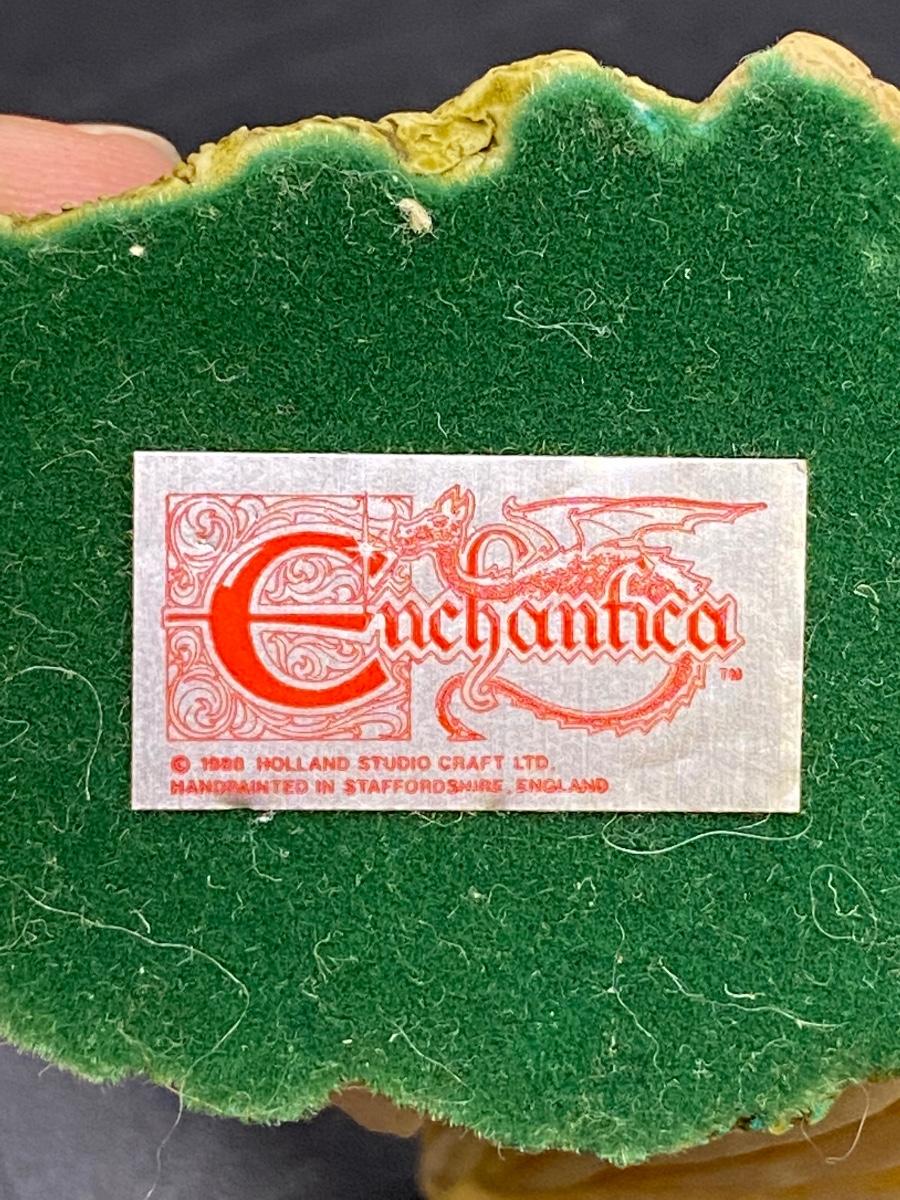 Enchantica
TM
© 1988 HOLLAND STUDIO CRAFT LTD.
HANDPAINTED IN STAFFORDSHIRE, ENGLAND